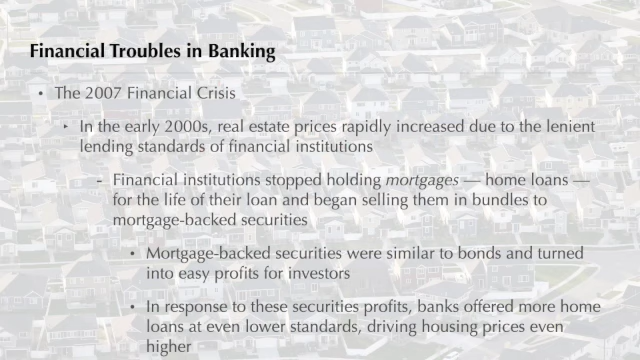 Financial Troubles in Banking
• The 2007 Financial Crisis
‣ In the early 2000s, real estate prices rapidly increased due to the lenient
lending standards of financial institutions
- Financial institutions stopped holding mortgages — home loans —
for the life of their loan and began selling them in bundles to
mortgage-backed securities
• Mortgage-backed securities were similar to bonds and turned
into easy profits for investors
• In response to these securities profits, banks offered more home
loans at even lower standards, driving housing prices even
higher